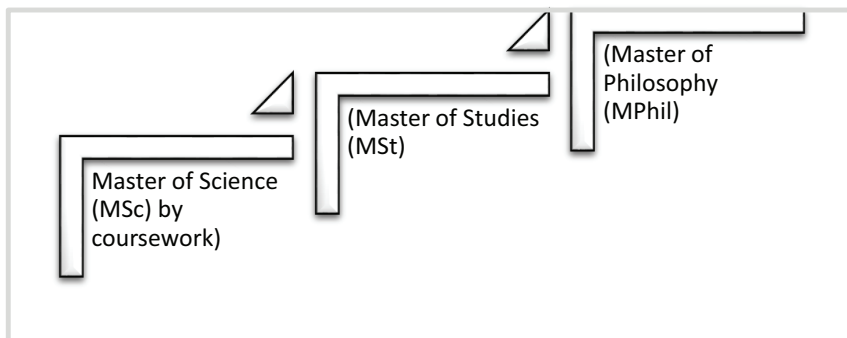 Master of Science
(MSc) by
coursework)
(Master of Studies
(MSt)
(Master of
Philosophy
(MPhil)